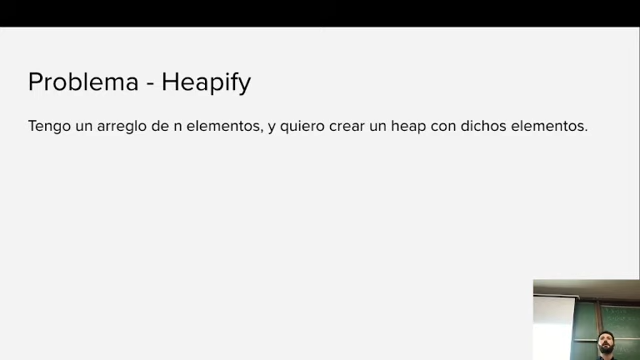 Problema - Heapify
Tengo un arreglo de n elementos, y quiero crear un heap con dichos elementos.